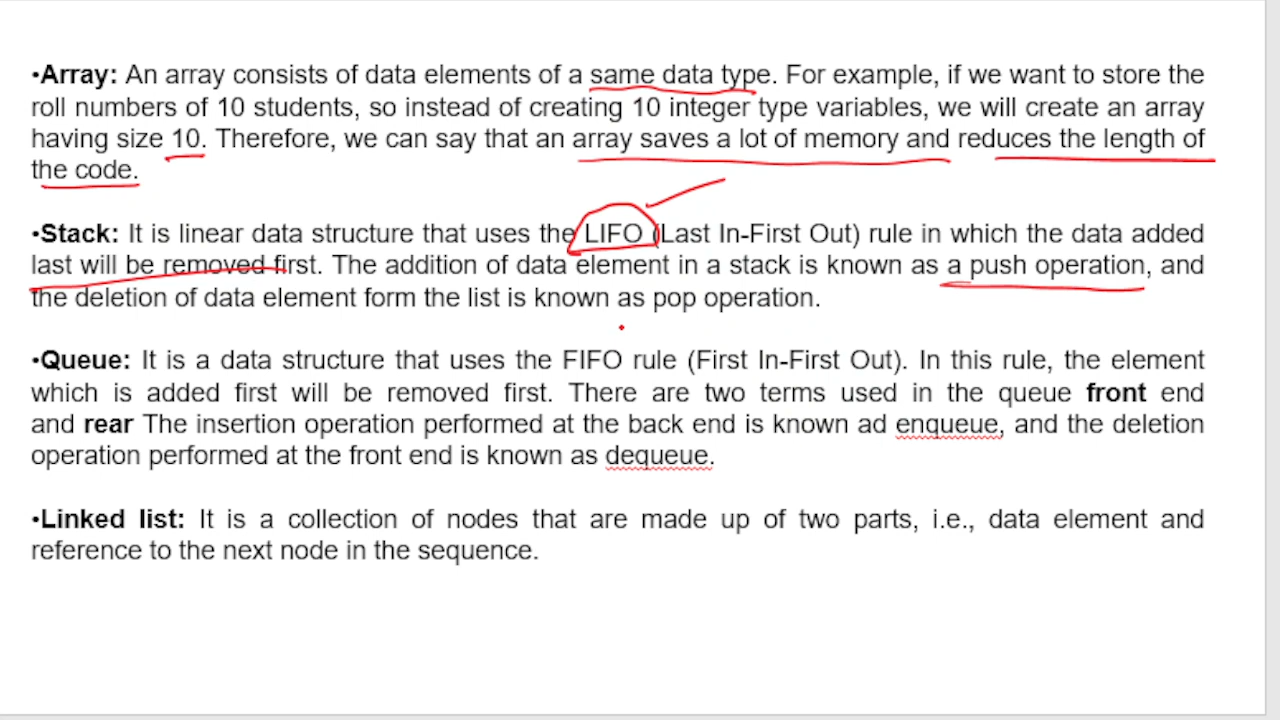 •Array: An array consists of data elements of a same data type. For example, if we want to store the
roll numbers of 10 students, so instead of creating 10 integer type variables, we will create an array
having size 10. Therefore, we can say that an array saves a lot of memory and reduces the length of
the code.
•Stack: It is linear data structure that uses the LIFO (Last In-First Out) rule in which the data added
last will be removed first. The addition of data element in a stack is known as a push operation, and
the deletion of data element form the list is known as pop operation.
•Queue: It is a data structure that uses the FIFO rule (First In-First Out). In this rule, the element
which is added first will be removed first. There are two terms used in the queue front end
and rear The insertion operation performed at the back end is known ad enqueue, and the deletion
operation performed at the front end is known as dequeue.
•Linked list: It is a collection of nodes that are made up of two parts, i.e., data element and
reference to the next node in the sequence.